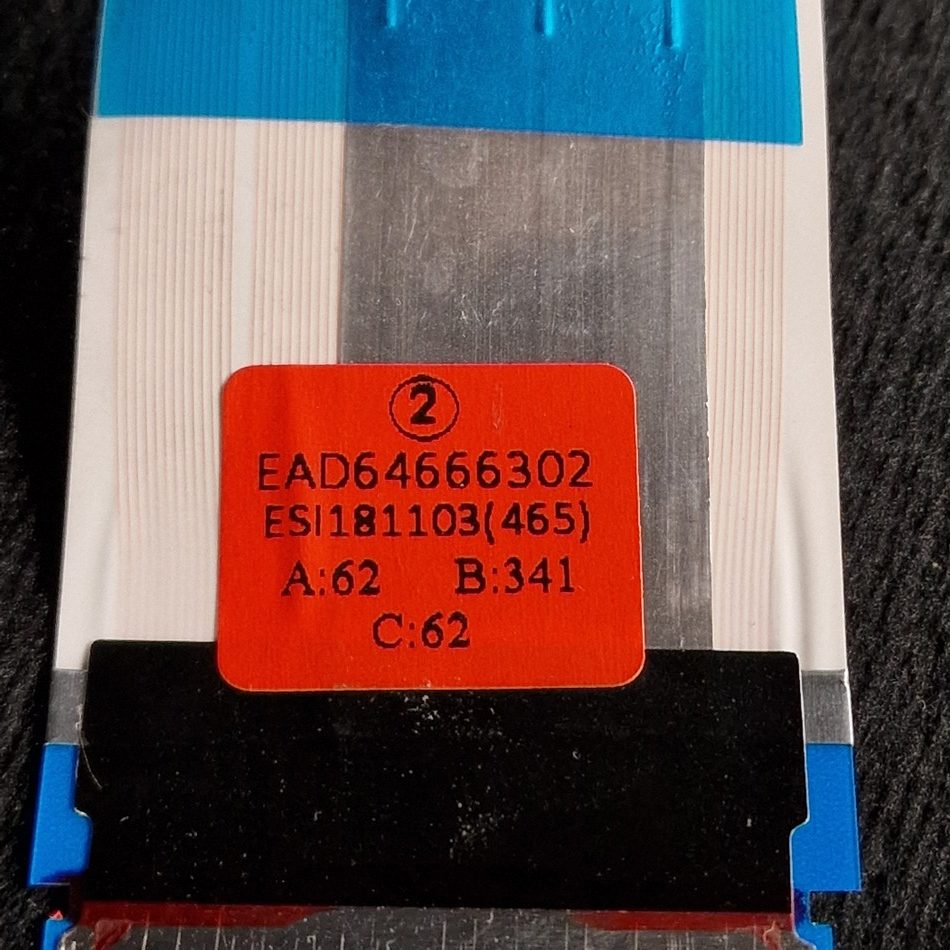 ②
EAD64666302
ESI181103(465)
A:62 B:341
C:62